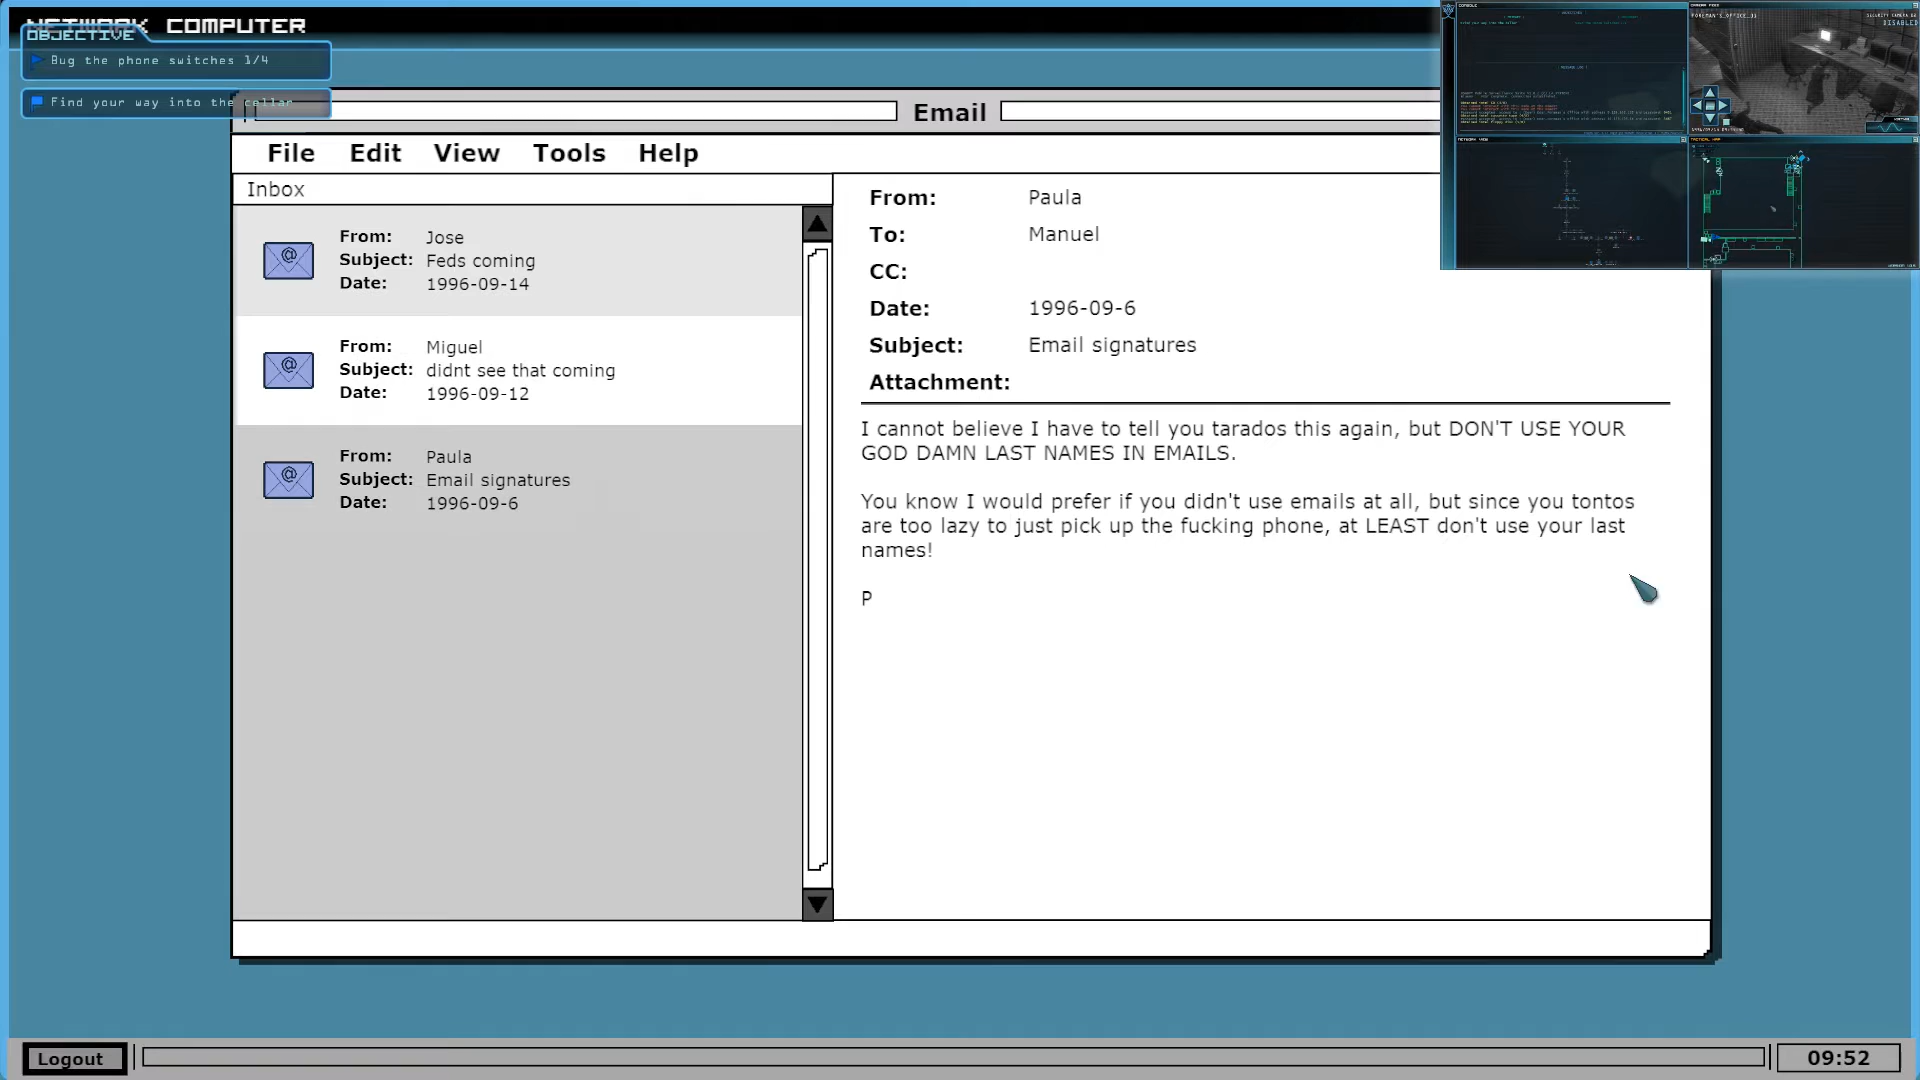 NETWORK COMPUTER
OBJECTIVE
Bug the phone switches 1/4
Find your way into the cellar
Email
File Edit View Tools Help
Inbox
From: Jose
Subject: Feds coming
Date: 1996-09-14
From: Miguel
Subject: didnt see that coming
Date: 1996-09-12
From: Paula
Subject: Email signatures
Date: 1996-09-6
From: Paula
To: Manuel
CC:
Date: 1996-09-6
Subject: Email signatures
Attachment:
I cannot believe I have to tell you tarados this again, but DON'T USE YOUR
GOD DAMN LAST NAMES IN EMAILS.
You know I would prefer if you didn't use emails at all, but since you tontos
are too lazy to just pick up the fucking phone, at LEAST don't use your last
names!
P
CONSOLE
SECURITY CAMERA
DISABLED
Logout
09:52